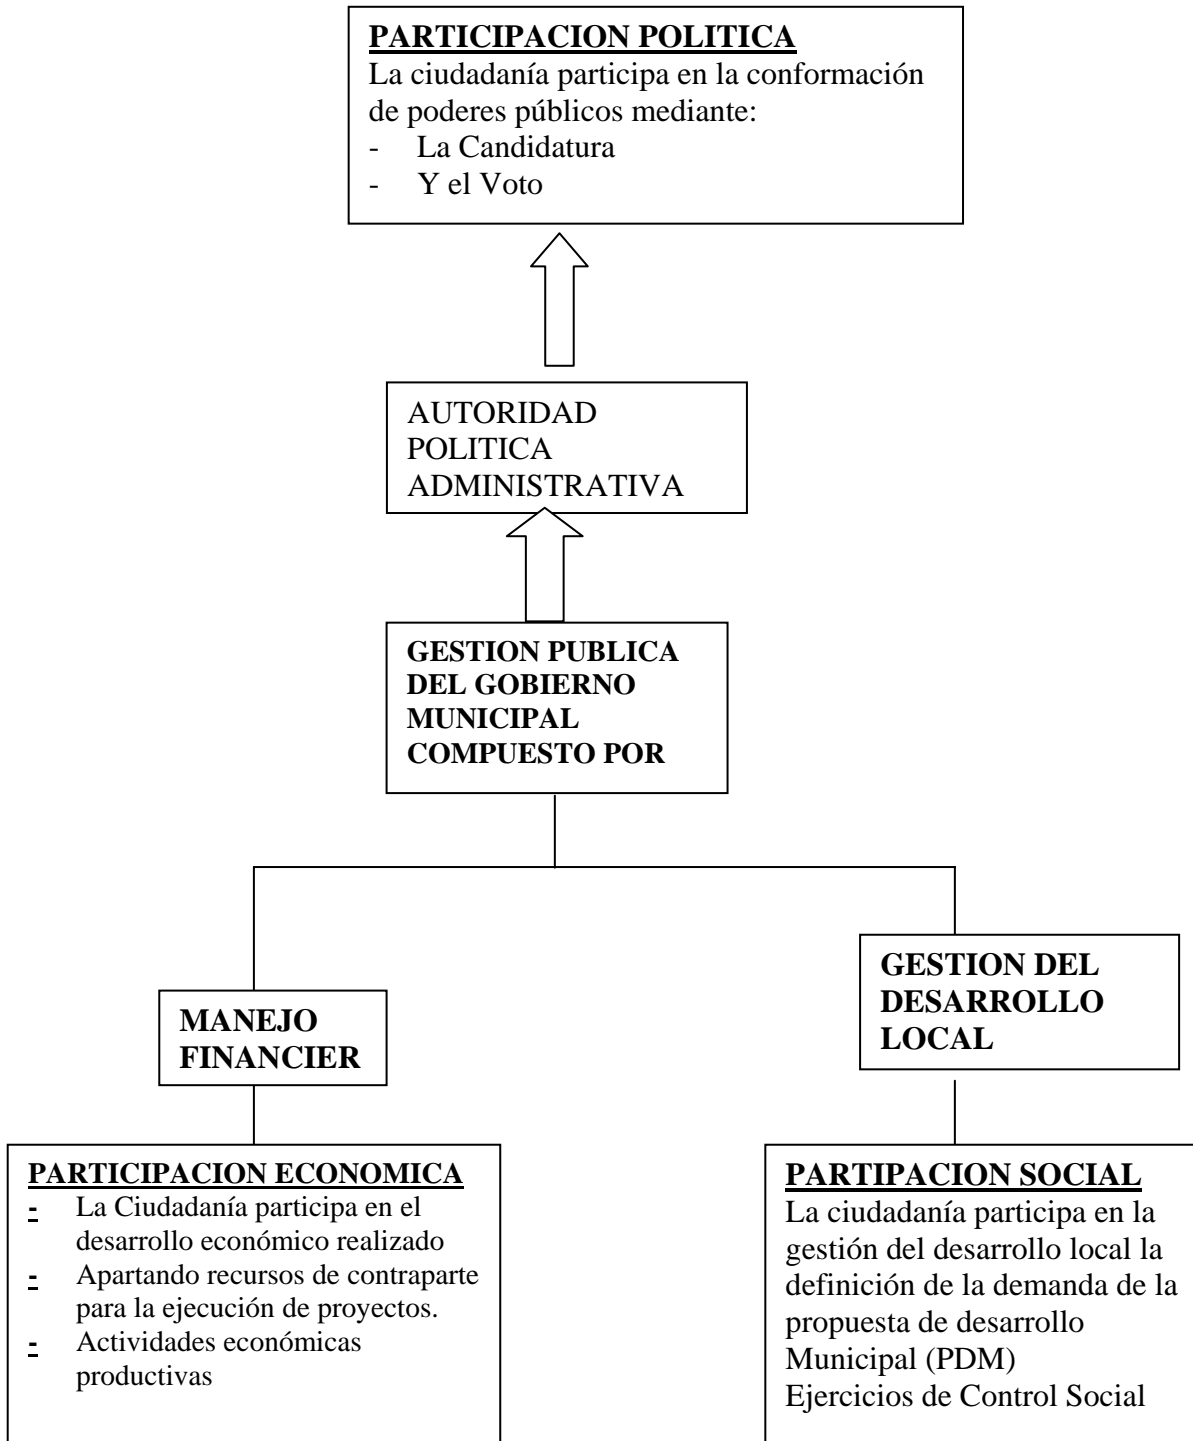 PARTICIPACION POLITICA
La ciudadanía participa en la conformación
de poderes públicos mediante:
- La Candidatura
- Y el Voto
AUTORIDAD
POLITICA
ADMINISTRATIVA
GESTION PUBLICA
DEL GOBIERNO
MUNICIPAL
COMPUESTO POR
MANEJO
FINANCIER
GESTION DEL
DESARROLLO
LOCAL
PARTICIPACION ECONOMICA
- La Ciudadanía participa en el
desarrollo económico realizado
- Apartando recursos de contraparte
para la ejecución de proyectos.
- Actividades económicas
productivas
PARTIPACION SOCIAL
La ciudadanía participa en la
gestión del desarrollo local la
definición de la demanda de la
propuesta de desarrollo
Municipal (PDM)
Ejercicios de Control Social